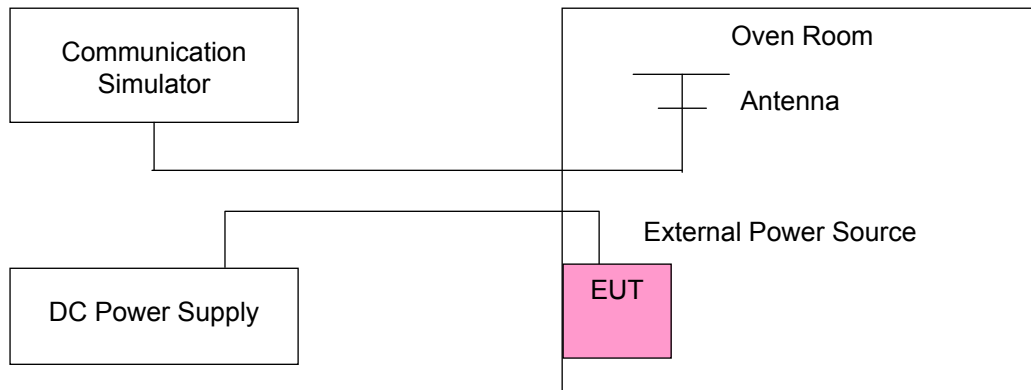 Communication
Simulator
Oven Room
Antenna
External Power Source
EUT
DC Power Supply